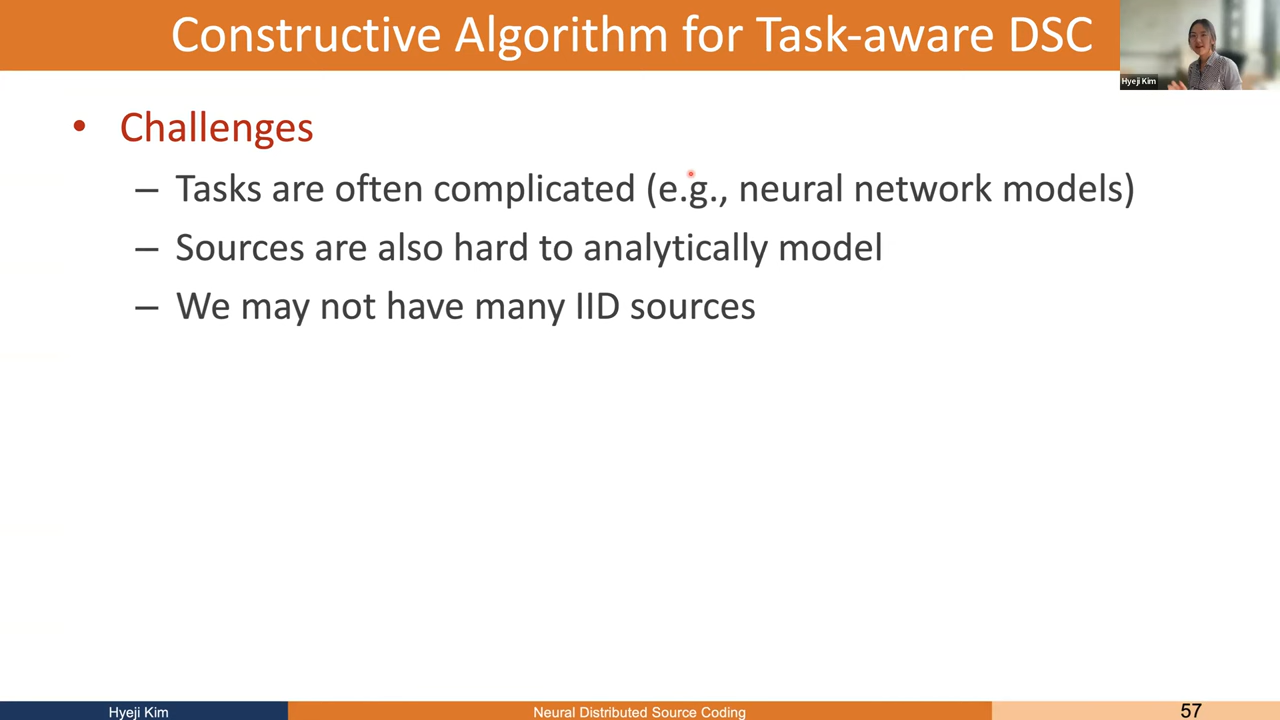 Constructive Algorithm for Task-aware DSC
Hyeji Kim
• Challenges
– Tasks are often complicated (e.g., neural network models)
– Sources are also hard to analytically model
– We may not have many IID sources
Hyeji Kim
Neural Distributed Source Coding
57